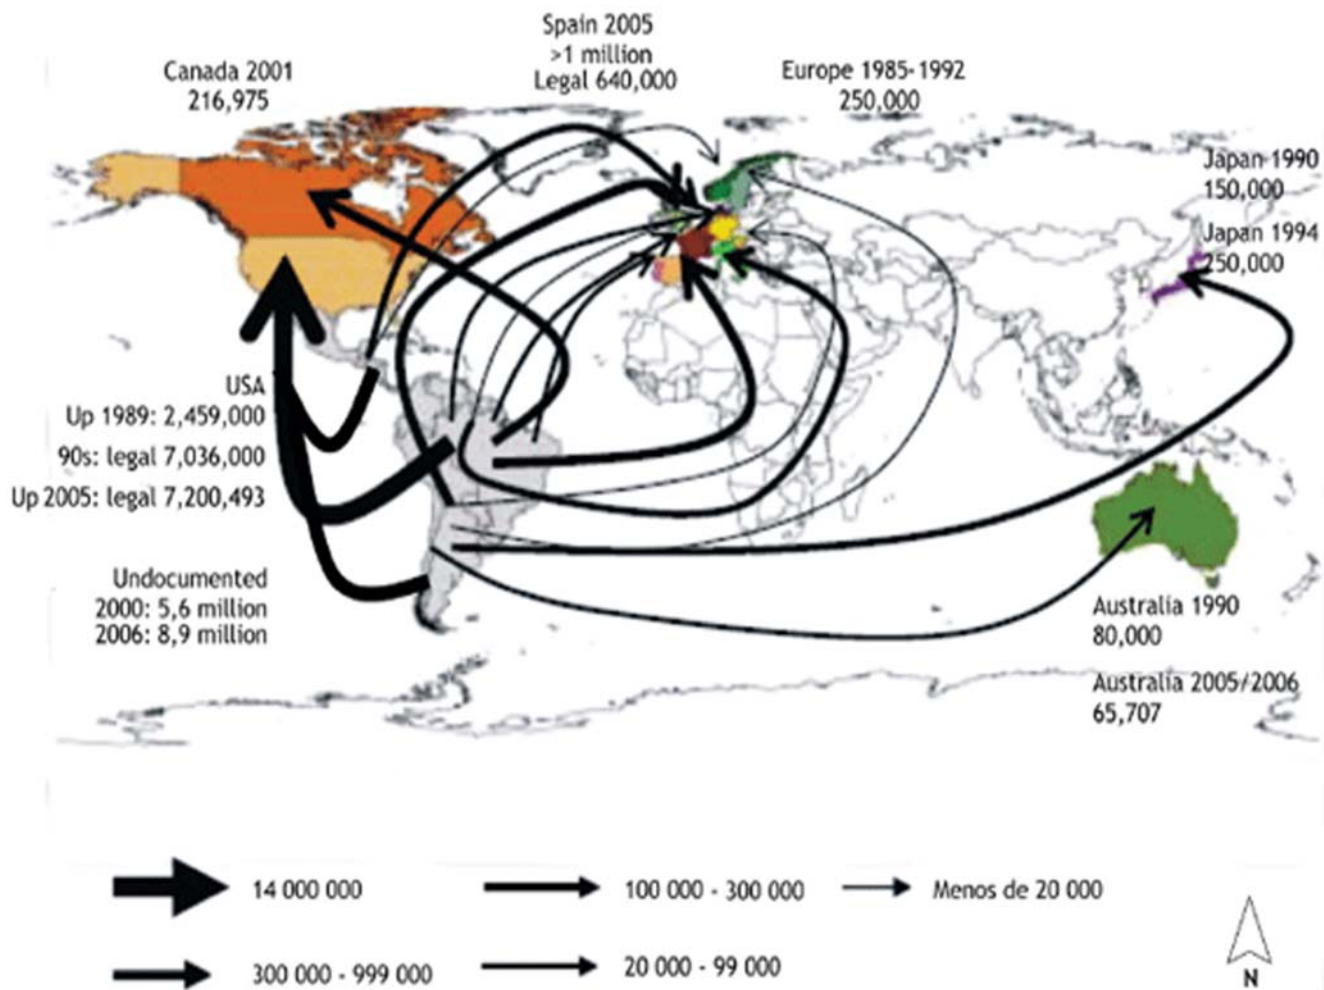 Spain 2005
>1 million
Legal 640,000
Canada 2001
216,975
Europe 1985-1992
250,000
Japan 1990
150,000
Japan 1994
250,000
USA
Up 1989: 2,459,000
90s: legal 7,036,000
Up 2005: legal 7,200,493
Undocumented
2000: 5,6 million
2006: 8,9 million
Australia 1990
80,000
Australia 2005/2006
65,707
14 000 000
100 000 - 300 000
Menos de 20 000
300 000 - 999 000
20 000 - 99 000
N